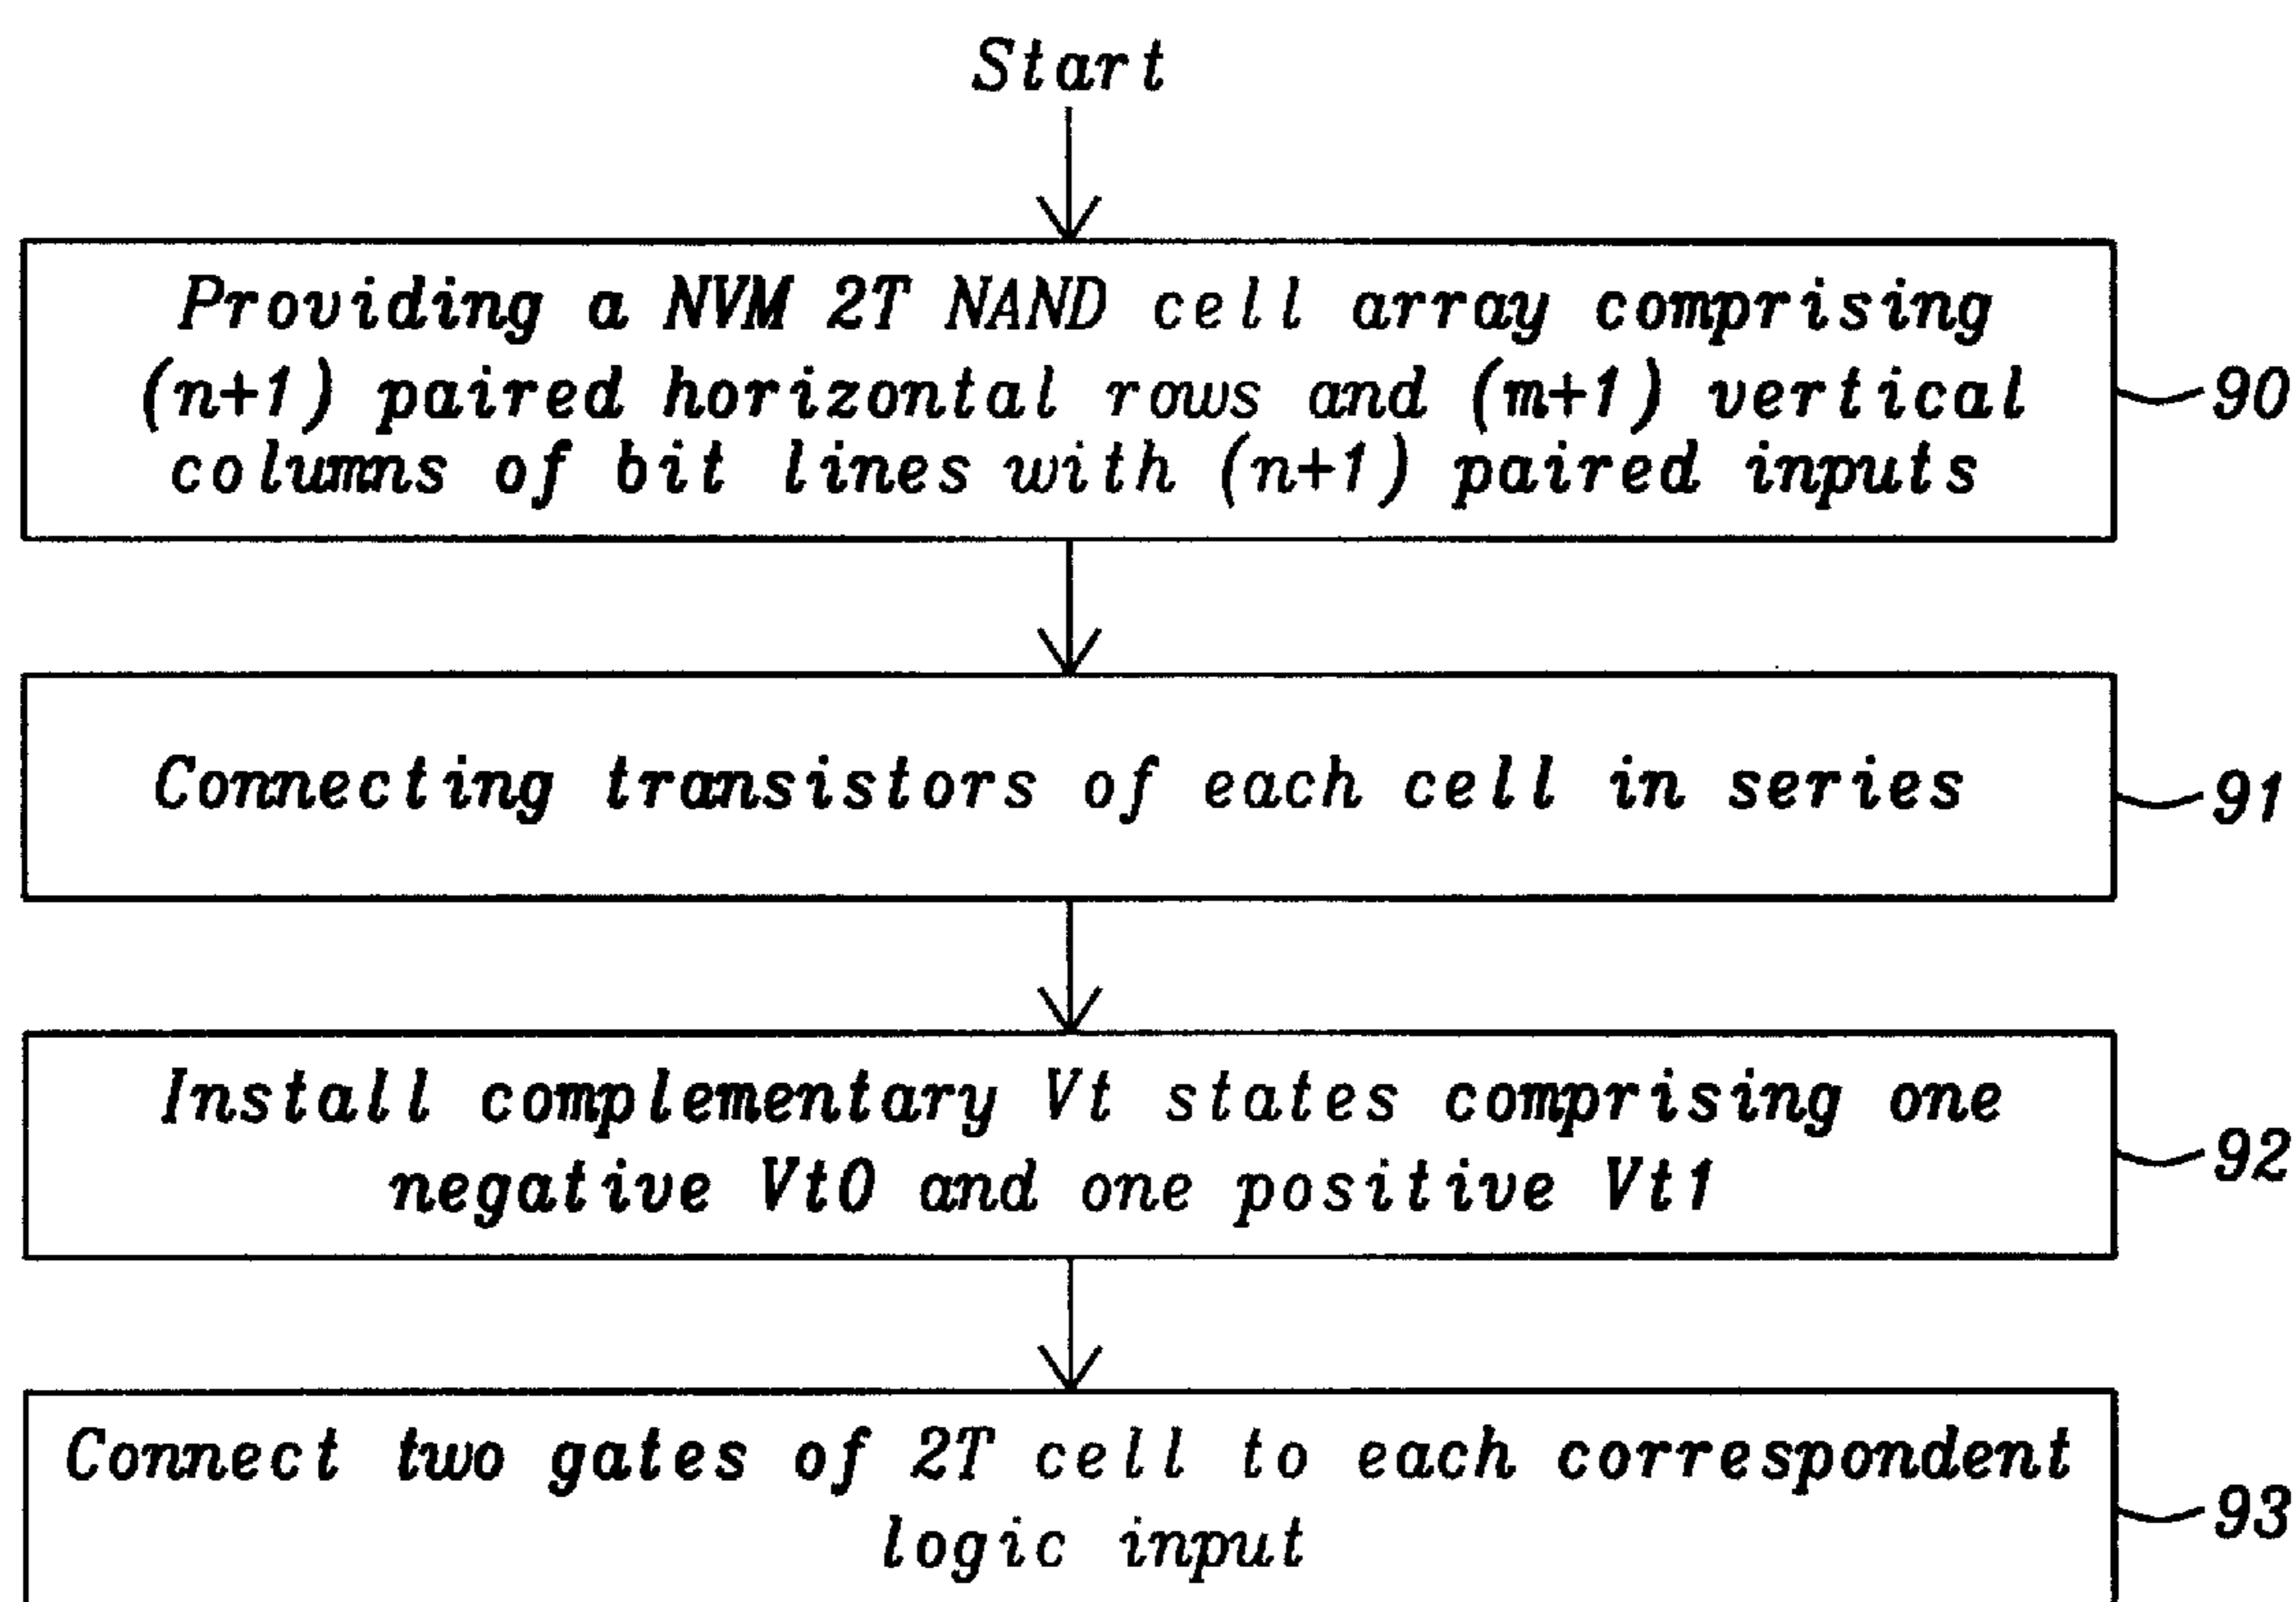 Start
Providing a NVM 2T NAND cell array comprising
(n+1) paired horizontal rows and (m+1) vertical
columns of bit lines with (n+1) paired inputs
90
Connecting transistors of each cell in series
91
Install complementary Vt states comprising one
negative Vt0 and one positive Vt1
92
Connect two gates of 2T cell to each correspondent
logic input
93